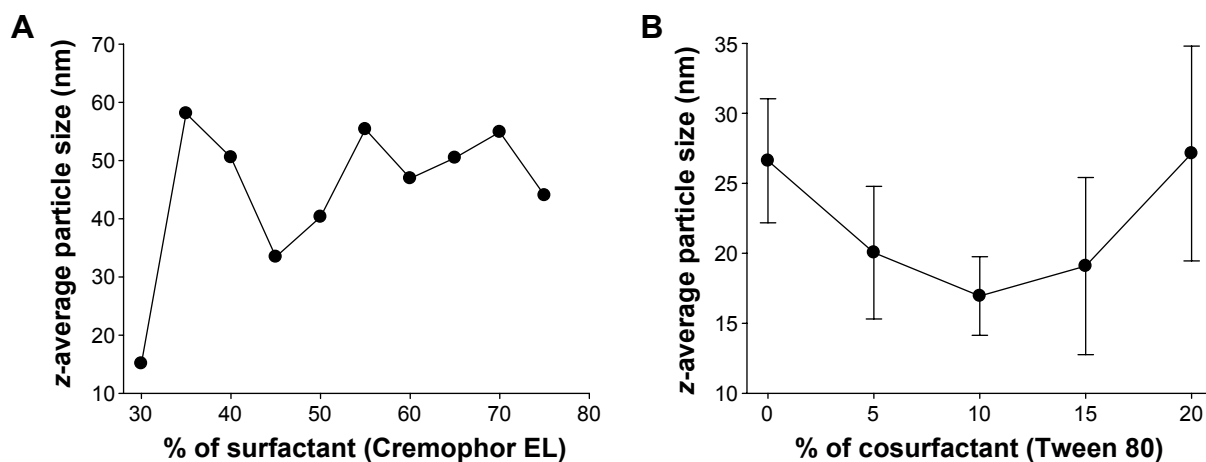 A
z-average particle size (nm)
70
60
50
40
30
20
10
30 40 50 60 70 80
% of surfactant (Cremophor EL)
B
z-average particle size (nm)
35
30
25
20
15
10
0 5 10 15 20
% of cosurfactant (Tween 80)